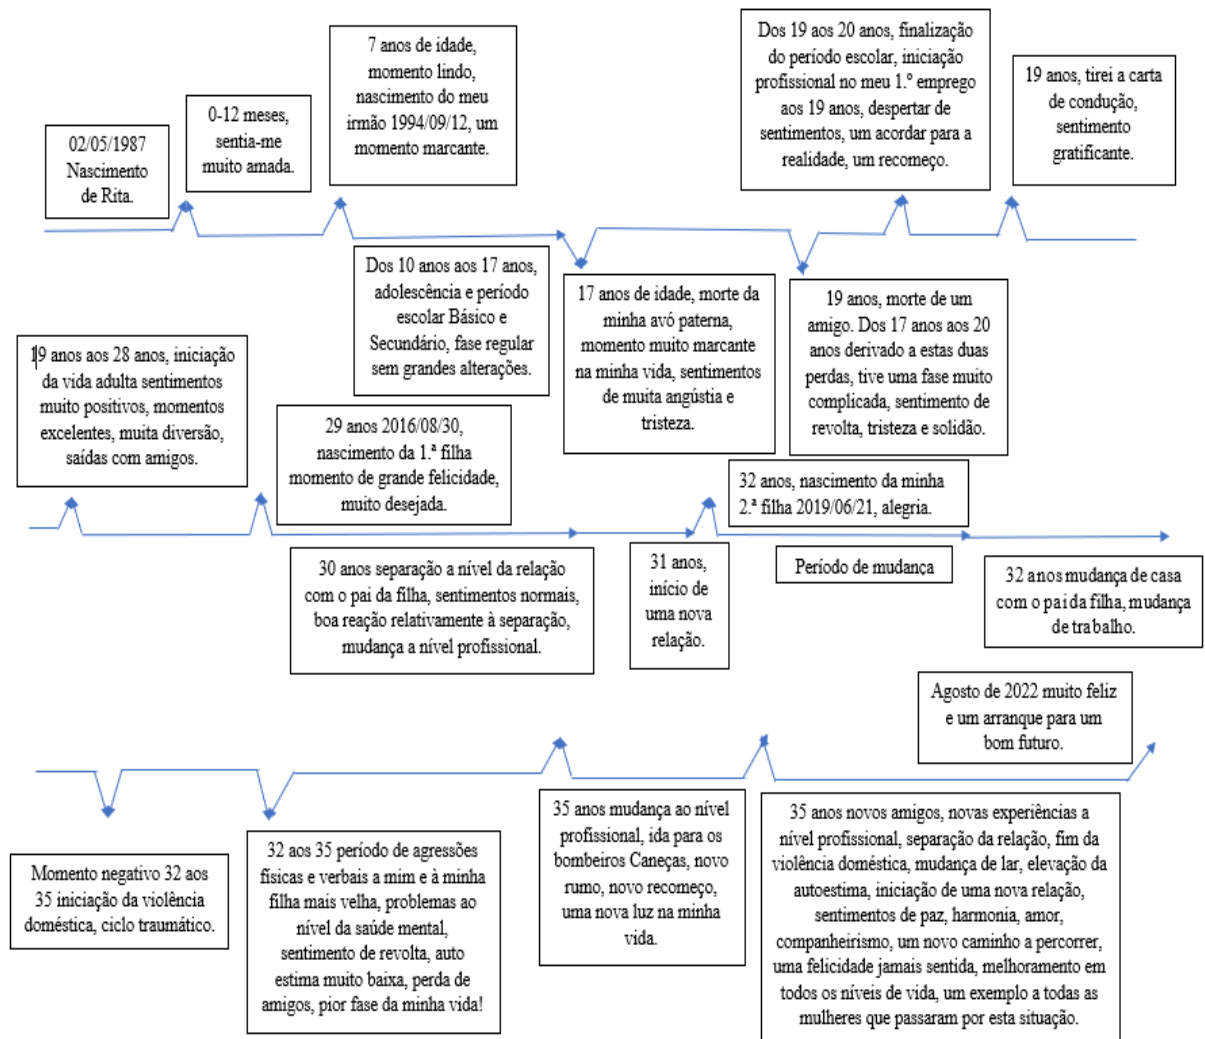 02/05/1987
Nascimento
de Rita.
0-12 meses,
sentia-me
muito amada.
7 anos de idade,
momento lindo,
nascimento do meu
irmão 1994/09/12, um
momento marcante.
Dos 10 anos aos 17 anos,
adolescência e período
escolar Básico e
Secundário, fase regular
sem grandes alterações.
17 anos de idade, morte da
minha avó paterna,
momento muito marcante
na minha vida, sentimentos
de muita angústia e
tristeza.
19 anos, morte de um
amigo. Dos 17 anos aos 20
anos derivado a estas duas
perdas, tive uma fase muito
complicada, sentimento de
revolta, tristeza e solidão.
Dos 19 aos 20 anos, finalização
do período escolar, iniciação
profissional no meu 1.º emprego
aos 19 anos, despertar de
sentimentos, um acordar para a
realidade, um recomeço.
19 anos, tirei a carta
de condução,
sentimento
gratificante.
19 anos aos 28 anos, iniciação
da vida adulta sentimentos
muito positivos, momentos
excelentes, muita diversão,
saídas com amigos.
29 anos 2016/08/30,
nascimento da 1.ª filha
momento de grande felicidade,
muito desejada.
30 anos separação a nível da relação
com o pai da filha, sentimentos normais,
boa reação relativamente à separação,
mudança a nível profissional.
31 anos,
início de
uma nova
relação.
32 anos, nascimento da minha
2.ª filha 2019/06/21, alegria.
Período de mudança
32 anos mudança de casa
com o pai da filha, mudança
de trabalho.
Momento negativo 32 aos
35 iniciação da violência
doméstica, ciclo traumático.
32 aos 35 período de agressões
físicas e verbais a mim e à minha
filha mais velha, problemas ao
nível da saúde mental,
sentimento de revolta, auto
estima muito baixa, perda de
amigos, pior fase da minha vida!
35 anos mudança ao nível
profissional, ida para os
bombeiros Caneças, novo
rumo, novo recomeço,
uma nova luz na minha
vida.
35 anos novos amigos, novas experiências a
nível profissional, separação da relação, fim da
violência doméstica, mudança de lar, elevação da
autoestima, iniciação de uma nova relação,
sentimentos de paz, harmonia, amor,
companheirismo, um novo caminho a percorrer,
uma felicidade jamais sentida, melhoramento em
todos os níveis de vida, um exemplo a todas as
mulheres que passaram por esta situação.
Agosto de 2022 muito feliz
e um arranque para um
bom futuro.